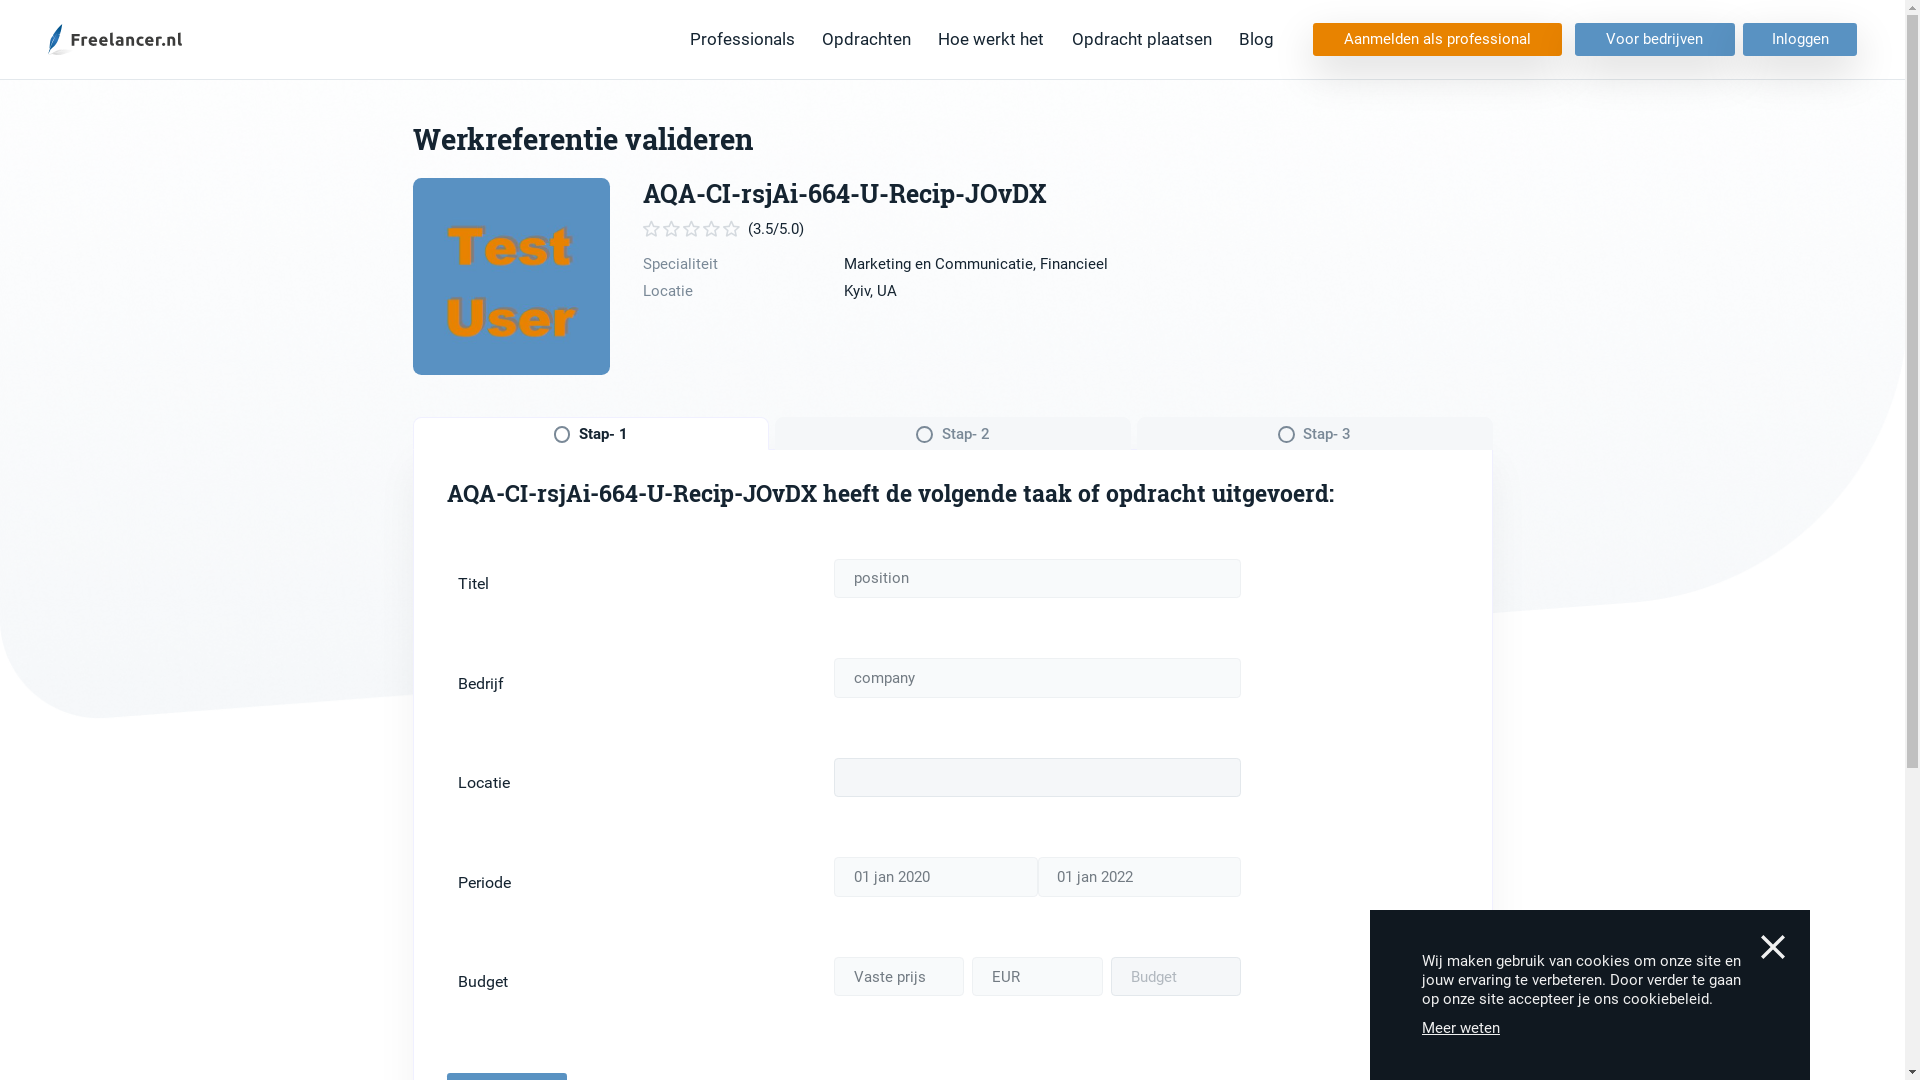 Freelancer.nl
Professionals Opdrachten Hoe werkt het Opdracht plaatsen Blog Aanmelden als professional Voor bedrijven Inloggen
Werkreferentie valideren
Test
User
AQA-CI-rsjAi-664-U-Recip-JOvDX
(3.5/5.0)
Specialiteit Marketing en Communicatie, Financieel
Locatie Kyiv, UA
Stap- 1 Stap- 2 Stap- 3
AQA-CI-rsjAi-664-U-Recip-JOvDX heeft de volgende taak of opdracht uitgevoerd:
Titel position
Bedrijf company
Locatie
Periode 01 jan 2020 01 jan 2022
Budget Vaste prijs EUR Budget
Wij maken gebruik van cookies om onze site en
jouw ervaring te verbeteren. Door verder te gaan
op onze site accepteer je ons cookiebeleid.
Meer weten